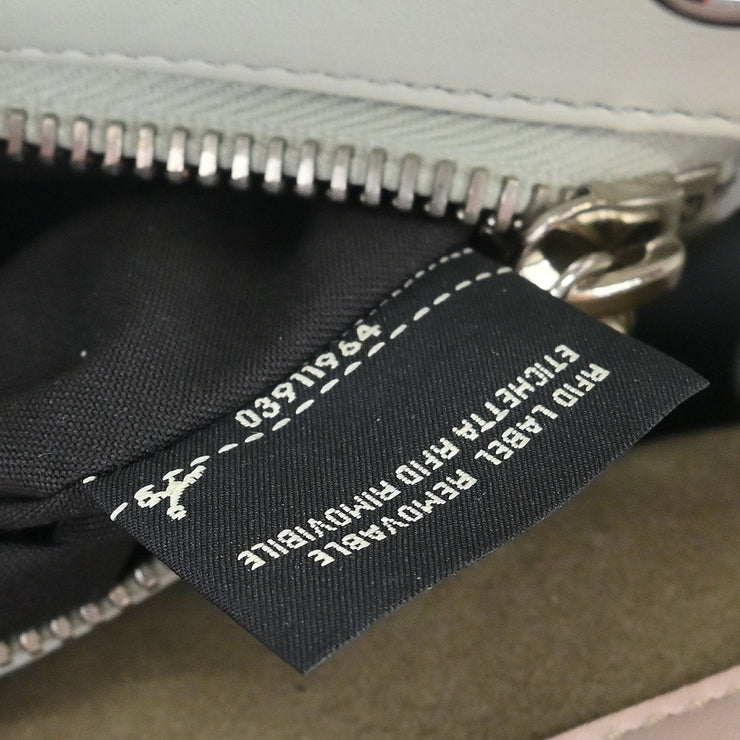 03911964
RFID LABEL REMOVABLE
ETICHETTA RFID RIMOVIBILE